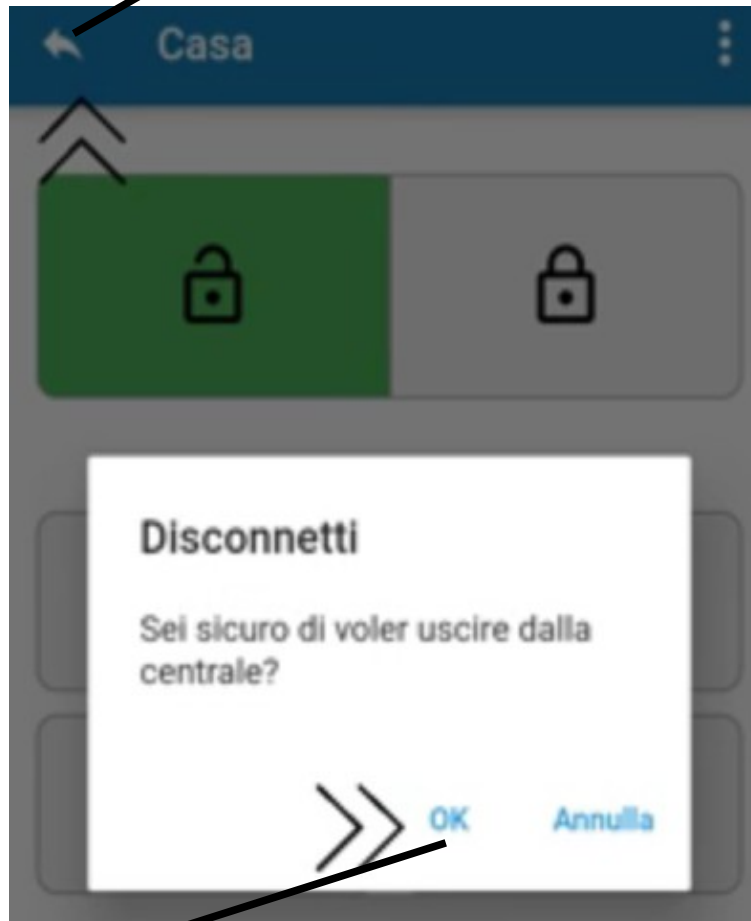 Casa
Disconnetti
Sei sicuro di voler uscire dalla
centrale?
OK
Annulla